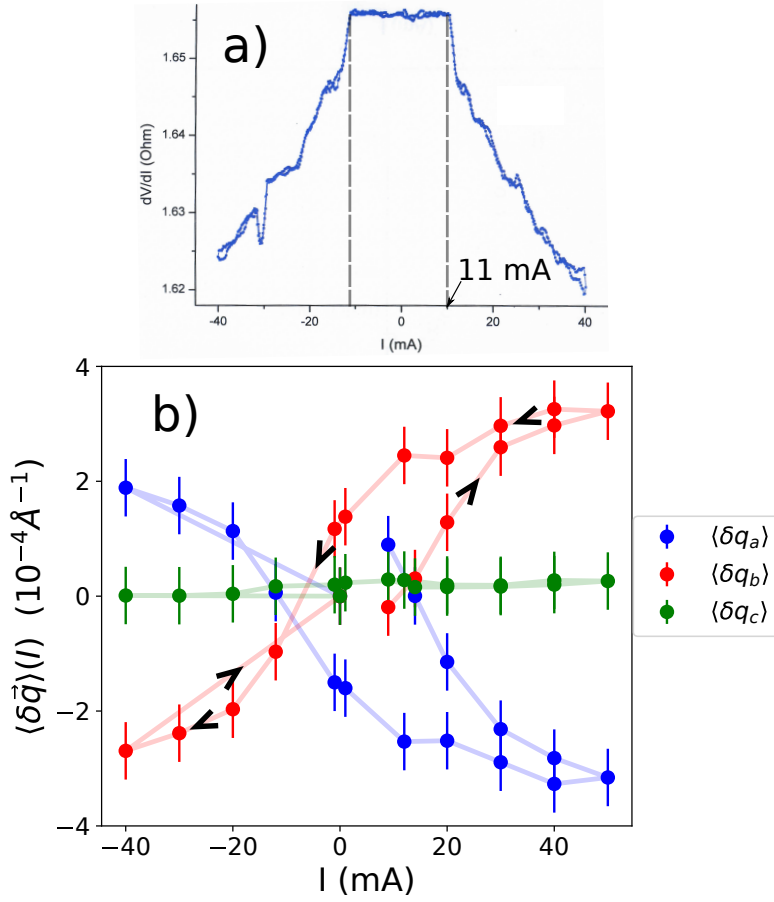 a)
dV/dI (Ohm)
1.65
1.64
1.63
1.62
11 mA
-40
-20
0
20
40
I (mA)
b)
⟨δq⃗⟩(I) (10⁻⁴Å⁻¹)
4
2
0
−2
−4
−40
−20
0
20
40
I (mA)
⟨δqₐ⟩
⟨δq_b⟩
⟨δq_c⟩